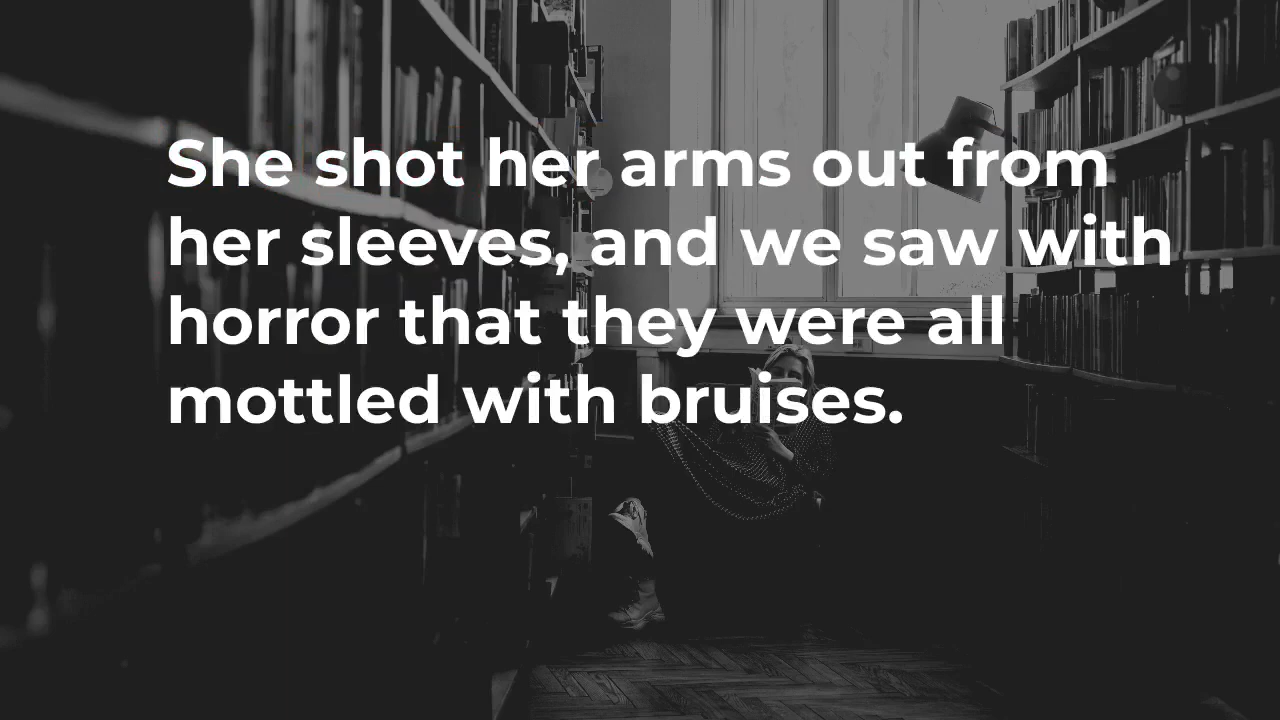 She shot her arms out from
her sleeves, and we saw with
horror that they were all
mottled with bruises.